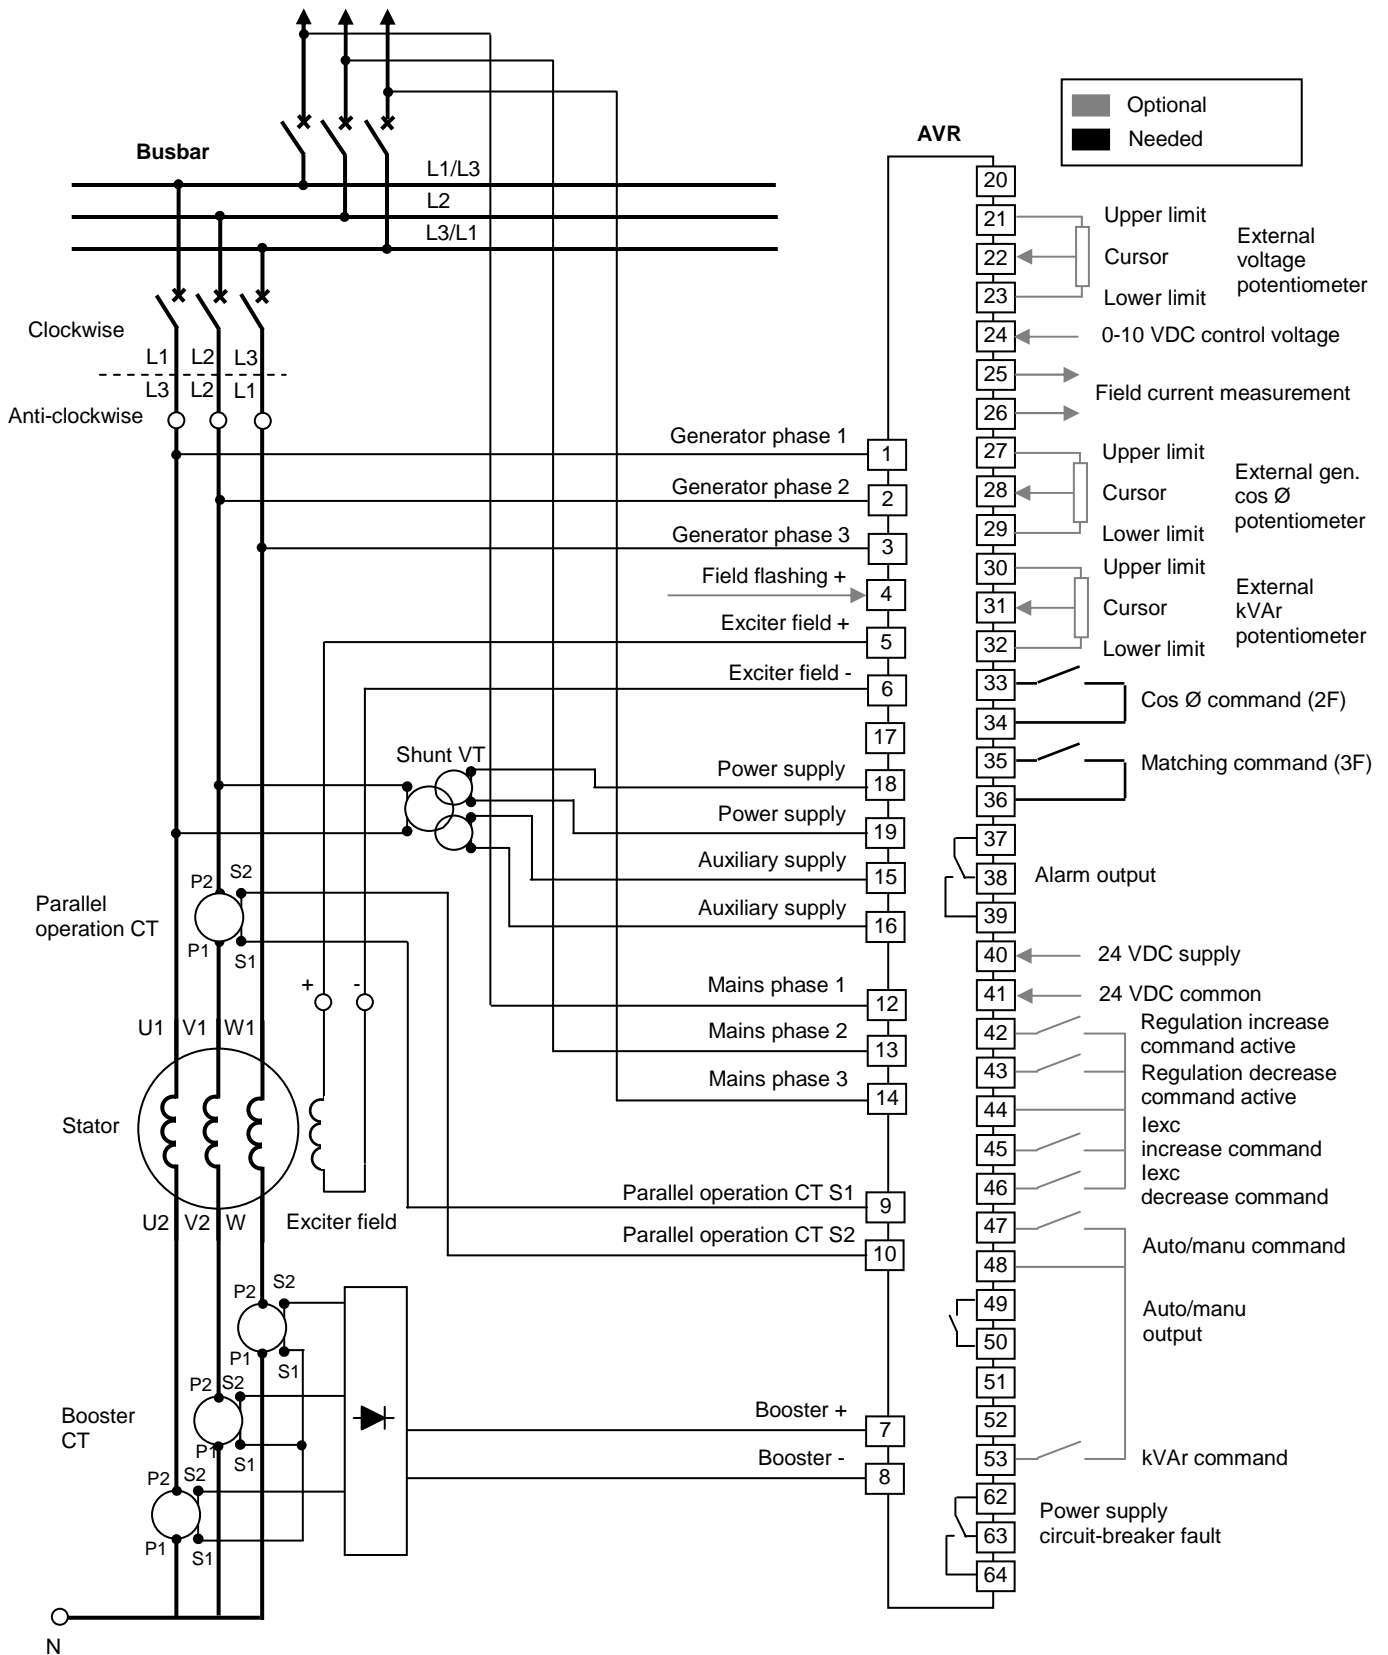 Optional
Needed
AVR
Busbar
L1/L3
L2
L3/L1
Clockwise
L1 L2 L3
L3 L2 L1
Anti-clockwise
Generator phase 1
1
Generator phase 2
2
Generator phase 3
3
Field flashing +
4
Exciter field +
5
Exciter field -
6
17
Shunt VT
Power supply
18
Power supply
19
Auxiliary supply
15
Auxiliary supply
16
P2 S2
Parallel
operation CT
P1 S1
+ -
Mains phase 1
12
Mains phase 2
13
Mains phase 3
14
U1 V1 W1
Stator
U2 V2 W
Exciter field
Parallel operation CT S1
9
Parallel operation CT S2
10
P2 S2
P1 S1
P2 S2
Booster
CT
P1 S1
P2 S2
P1 S1
Booster +
7
Booster -
8
N
20
21
Upper limit
22
Cursor
23
Lower limit
External
voltage
potentiometer
24
0-10 VDC control voltage
25
26
Field current measurement
27
Upper limit
28
Cursor
29
Lower limit
External gen.
cos Ø
potentiometer
30
Upper limit
31
Cursor
32
Lower limit
External
kVAr
potentiometer
33
34
Cos Ø command (2F)
35
36
Matching command (3F)
37
38
39
Alarm output
40
24 VDC supply
41
24 VDC common
42
Regulation increase
command active
43
Regulation decrease
command active
44
45
Iexc
increase command
46
Iexc
decrease command
47
48
Auto/manu command
49
50
Auto/manu
output
51
52
53
kVAr command
62
63
64
Power supply
circuit-breaker fault